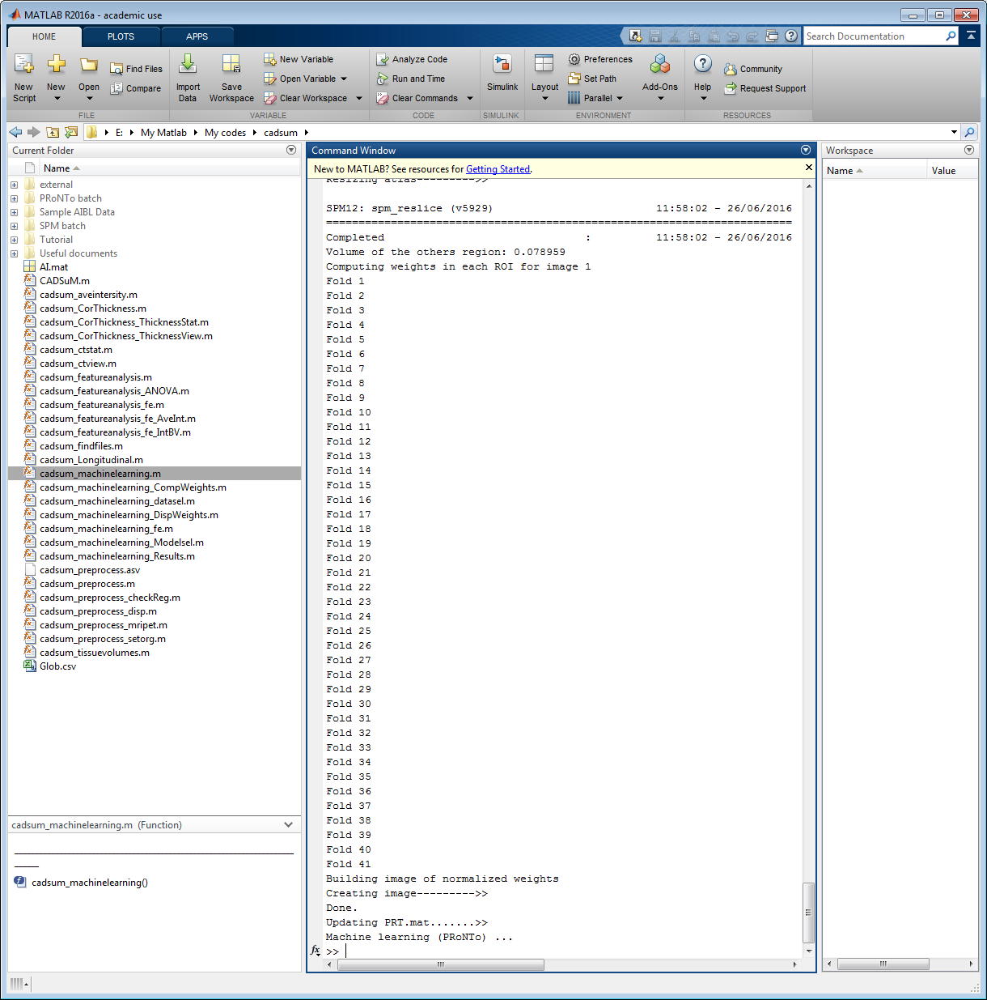 MATLAB R2016a - academic use
HOME PLOTS APPS
Search Documentation
New Script
New
Open
Find Files
Compare
FILE
Import Data
Save Workspace
New Variable
Open Variable
Clear Workspace
VARIABLE
Analyze Code
Run and Time
Clear Commands
CODE
Simulink
SIMULINK
Layout
Preferences
Set Path
Parallel
Add-Ons
ENVIRONMENT
Help
Community
Request Support
RESOURCES
E: My Matlab My codes cadsum
Current Folder
Name
external
PRoNTo batch
Sample AIBL Data
SPM batch
Tutorial
Useful documents
AI.mat
CADSuM.m
cadsum_aveintersity.m
cadsum_CorThickness.m
cadsum_CorThickness_ThicknessStat.m
cadsum_CorThickness_ThicknessView.m
cadsum_ctstat.m
cadsum_ctview.m
cadsum_featureanalysis.m
cadsum_featureanalysis_ANOVA.m
cadsum_featureanalysis_fe.m
cadsum_featureanalysis_fe_AveInt.m
cadsum_featureanalysis_fe_IntBV.m
cadsum_findfiles.m
cadsum_Longitudinal.m
cadsum_machinelearning.m
cadsum_machinelearning_CompWeights.m
cadsum_machinelearning_datasel.m
cadsum_machinelearning_DispWeights.m
cadsum_machinelearning_fe.m
cadsum_machinelearning_Modelsel.m
cadsum_machinelearning_Results.m
cadsum_preprocess.asv
cadsum_preprocess.m
cadsum_preprocess_checkReg.m
cadsum_preprocess_disp.m
cadsum_preprocess_mripet.m
cadsum_preprocess_setorg.m
cadsum_tissuevolumes.m
Glob.csv
cadsum_machinelearning.m (Function)
cadsum_machinelearning()
Command Window
New to MATLAB? See resources for Getting Started.
Resizing atlas--------->>
SPM12: spm_reslice (v5929) 11:58:02 - 26/06/2016
========================================================================
Completed : 11:58:02 - 26/06/2016
Volume of the others region: 0.078959
Computing weights in each ROI for image 1
Fold 1
Fold 2
Fold 3
Fold 4
Fold 5
Fold 6
Fold 7
Fold 8
Fold 9
Fold 10
Fold 11
Fold 12
Fold 13
Fold 14
Fold 15
Fold 16
Fold 17
Fold 18
Fold 19
Fold 20
Fold 21
Fold 22
Fold 23
Fold 24
Fold 25
Fold 26
Fold 27
Fold 28
Fold 29
Fold 30
Fold 31
Fold 32
Fold 33
Fold 34
Fold 35
Fold 36
Fold 37
Fold 38
Fold 39
Fold 40
Fold 41
Building image of normalized weights
Creating image--------->>
Done.
Updating PRT.mat.......>>
Machine learning (PRoNTo) ...
fx >>
Workspace
Name Value